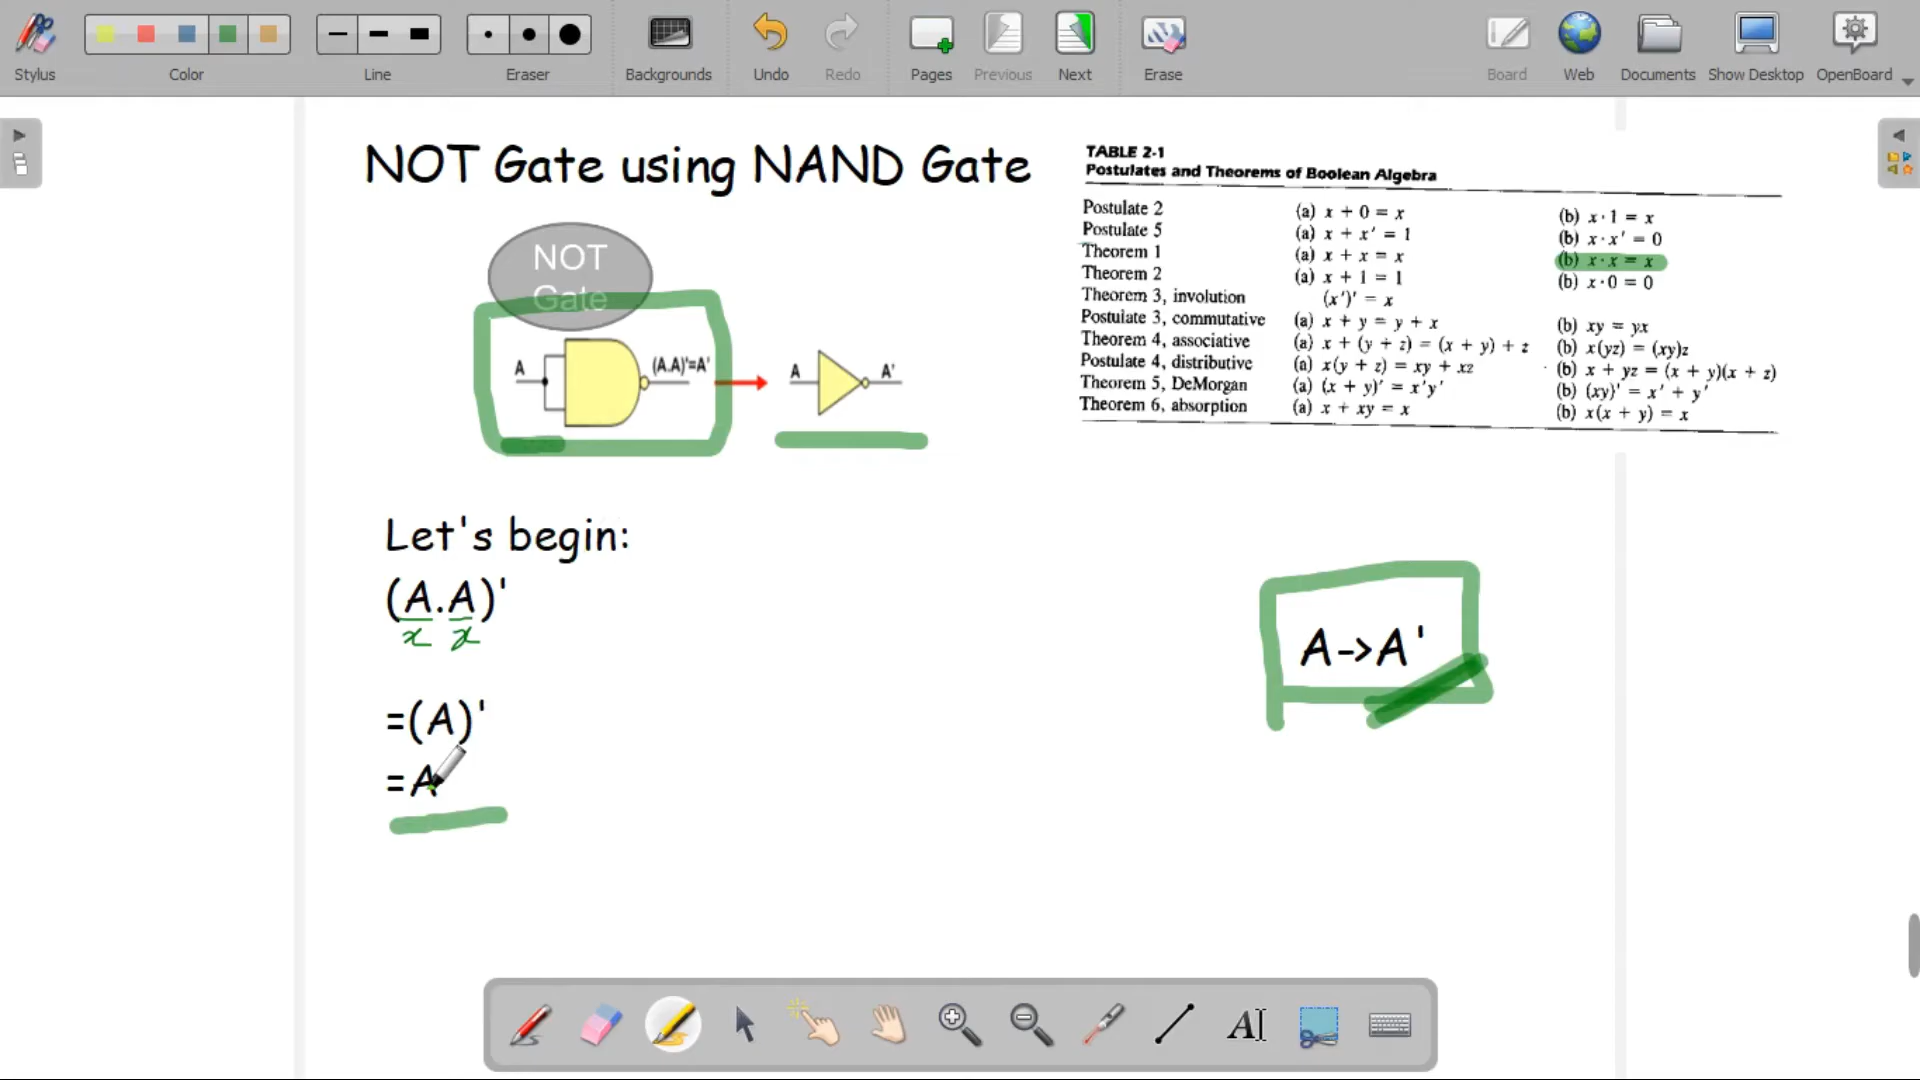 Stylus
Color
Line
Eraser
Backgrounds
Undo
Redo
Pages
Previous
Next
Erase
Board
Web
Documents
Show Desktop
OpenBoard
NOT Gate using NAND Gate
NOT
Gate
A
(A.A)'=A'
A
A'
TABLE 2-1
Postulates and Theorems of Boolean Algebra
Postulate 2 (a) x + 0 = x (b) x · 1 = x
Postulate 5 (a) x + x' = 1 (b) x · x' = 0
Theorem 1 (a) x + x = x (b) x · x = x
Theorem 2 (a) x + 1 = 1 (b) x · 0 = 0
Theorem 3, involution (x')' = x
Postulate 3, commutative (a) x + y = y + x (b) xy = yx
Theorem 4, associative (a) x + (y + z) = (x + y) + z (b) x(yz) = (xy)z
Postulate 4, distributive (a) x(y + z) = xy + xz (b) x + yz = (x + y)(x + z)
Theorem 5, DeMorgan (a) (x + y)' = x'y' (b) (xy)' = x' + y'
Theorem 6, absorption (a) x + xy = x (b) x(x + y) = x
Let's begin:
(A.A)'
x x
=(A)'
=A
A->A'
AI